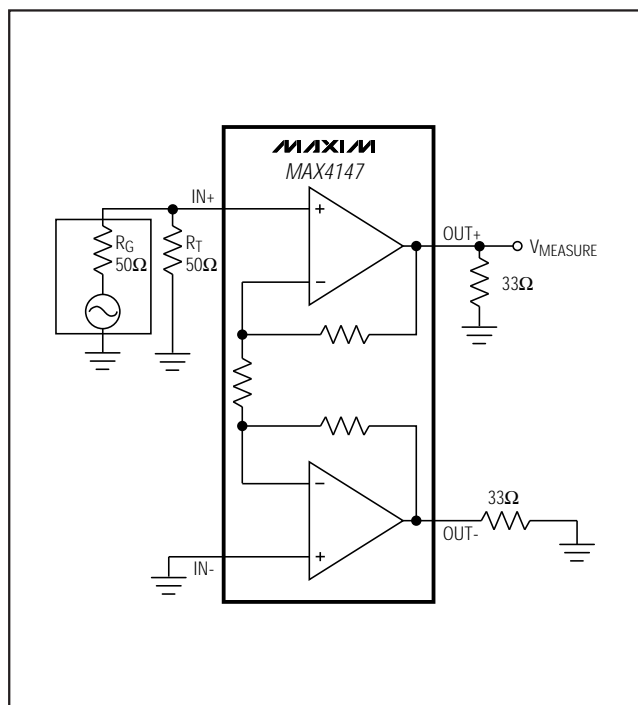 MAXIM
MAX4147
IN+
OUT+
V_MEASURE
R_G
50Ω
R_T
50Ω
33Ω
+
−
−
+
33Ω
OUT-
IN-